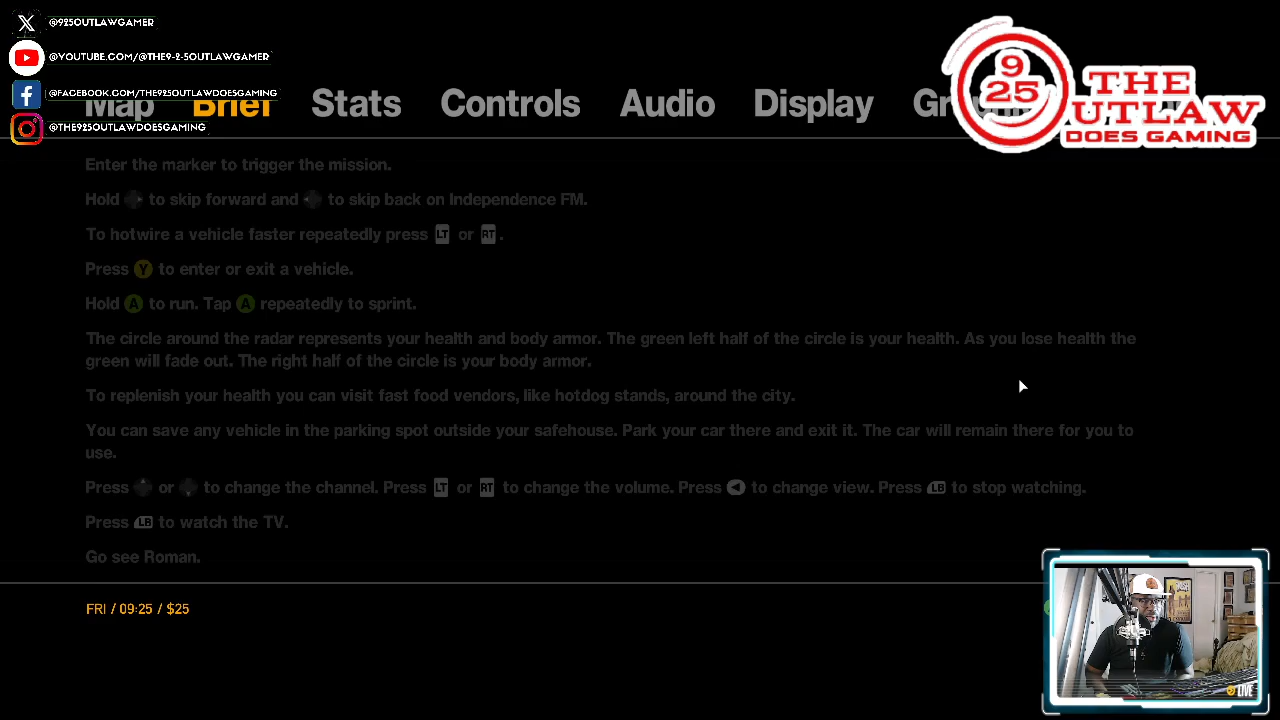 @925OUTLAWGAMER
@YOUTUBE.COM/@THE9-2-5OUTLAWGAMER
@FACEBOOK.COM/THE925OUTLAWDOESGAMING
@THE925OUTLAWDOESGAMING
Map Brief Stats Controls Audio Display
9
25
THE
OUTLAW
DOES GAMING
Enter the marker to trigger the mission.
Hold to skip forward and to skip back on Independence FM.
To hotwire a vehicle faster repeatedly press LT or RT.
Press Y to enter or exit a vehicle.
Hold A to run. Tap A repeatedly to sprint.
The circle around the radar represents your health and body armor. The green left half of the circle is your health. As you lose health the
green will fade out. The right half of the circle is your body armor.
To replenish your health you can visit fast food vendors, like hotdog stands, around the city.
You can save any vehicle in the parking spot outside your safehouse. Park your car there and exit it. The car will remain there for you to
use.
Press or to change the channel. Press LT or RT to change the volume. Press to change view. Press LB to stop watching.
Press LB to watch the TV.
Go see Roman.
FRI / 09:25 / $25
LIVE